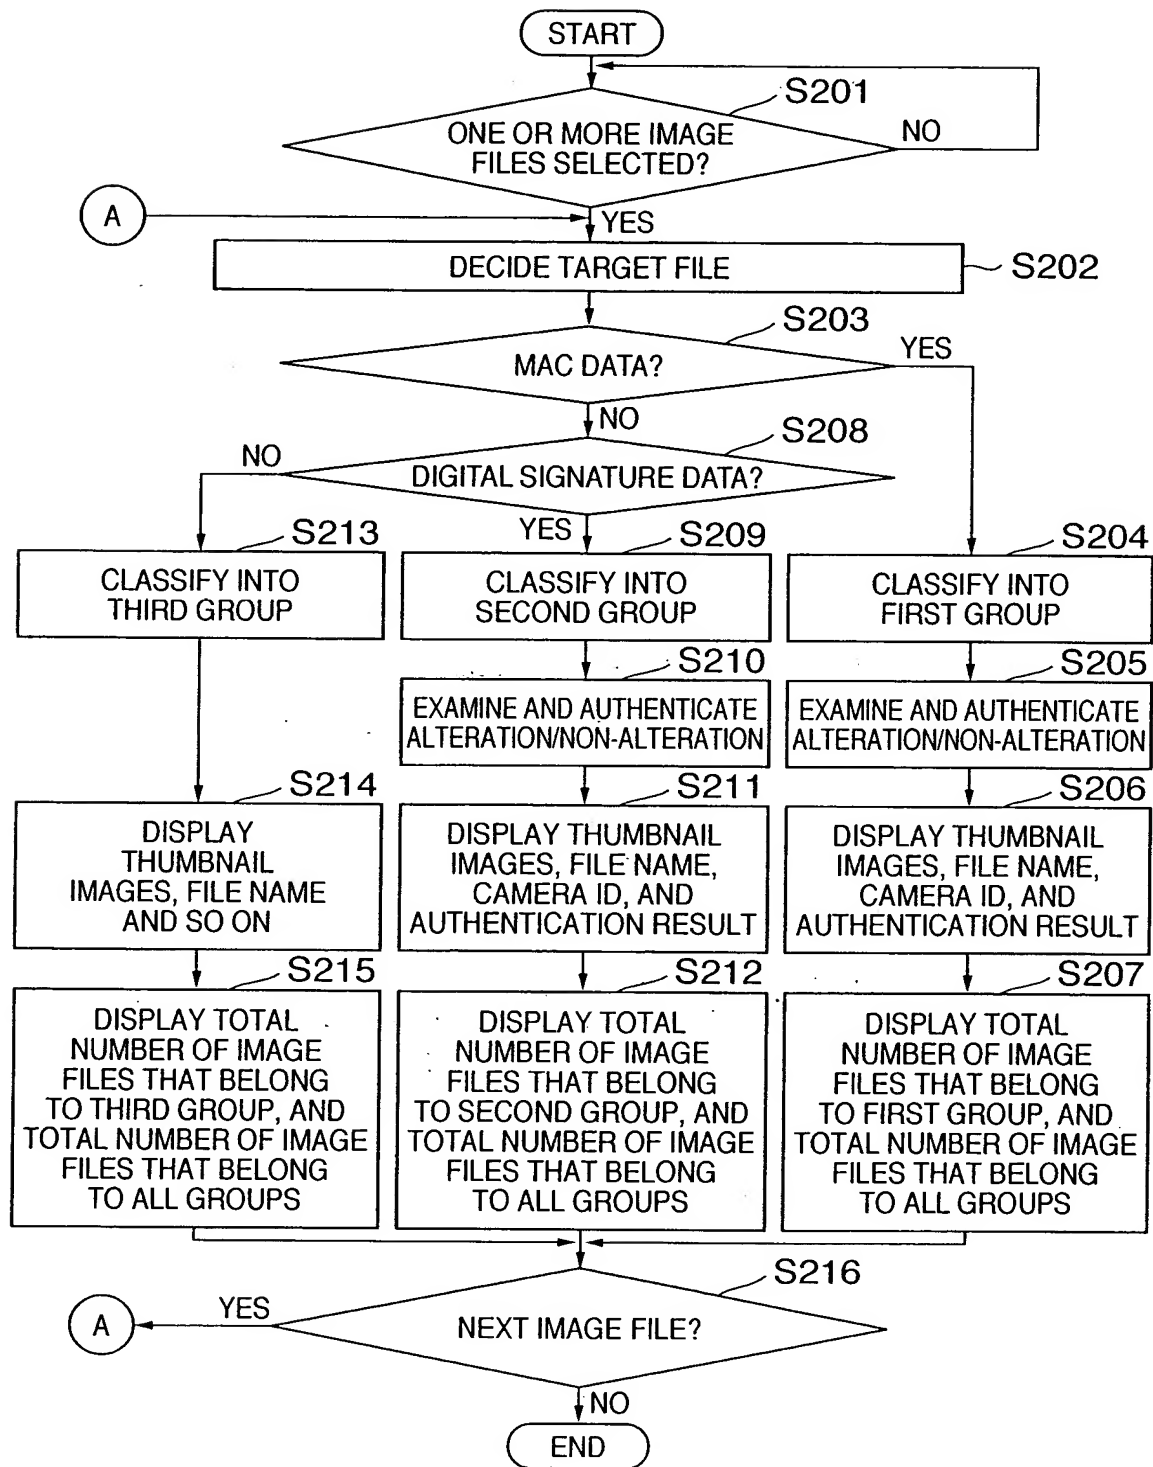 START
S201
ONE OR MORE IMAGE
FILES SELECTED?
NO
A
YES
DECIDE TARGET FILE
S202
S203
MAC DATA?
YES
NO
S208
NO
DIGITAL SIGNATURE DATA?
YES
S213
CLASSIFY INTO
THIRD GROUP
S209
CLASSIFY INTO
SECOND GROUP
S204
CLASSIFY INTO
FIRST GROUP
S210
EXAMINE AND AUTHENTICATE
ALTERATION/NON-ALTERATION
S205
EXAMINE AND AUTHENTICATE
ALTERATION/NON-ALTERATION
S214
DISPLAY
THUMBNAIL
IMAGES, FILE NAME
AND SO ON
S211
DISPLAY THUMBNAIL
IMAGES, FILE NAME,
CAMERA ID, AND
AUTHENTICATION RESULT
S206
DISPLAY THUMBNAIL
IMAGES, FILE NAME,
CAMERA ID, AND
AUTHENTICATION RESULT
S215
DISPLAY TOTAL
NUMBER OF IMAGE
FILES THAT BELONG
TO THIRD GROUP, AND
TOTAL NUMBER OF IMAGE
FILES THAT BELONG
TO ALL GROUPS
S212
DISPLAY TOTAL
NUMBER OF IMAGE
FILES THAT BELONG
TO SECOND GROUP, AND
TOTAL NUMBER OF IMAGE
FILES THAT BELONG
TO ALL GROUPS
S207
DISPLAY TOTAL
NUMBER OF IMAGE
FILES THAT BELONG
TO FIRST GROUP, AND
TOTAL NUMBER OF IMAGE
FILES THAT BELONG
TO ALL GROUPS
S216
A
YES
NEXT IMAGE FILE?
NO
END